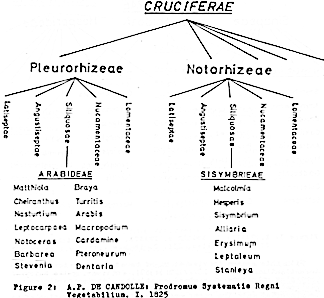 CRUCIFERAE
Pleurorhizeae Notorhizeae
Latiseptae Angustiseptae Siliquosae Nucamentaceae Lomentaceae Latiseptae Angustiseptae Siliquosae Nucamentaceae Lomentaceae
ARABIDEAE SISYMBRIEAE
Matthiola Braya Malcolmia
Cheiranthus Turritis Hesperis
Nasturtium Arabis Sisymbrium
Leptocarpaea Macropodium Alliaria
Notoceras Cardamine Erysimum
Barbarea Pteroneurum Leptaleum
Stevenia Dentaria Stanleya
Figure 2: A.P. DE CANDOLLE: Prodromus Systematis Regni
Vegetabilium, I, 1825